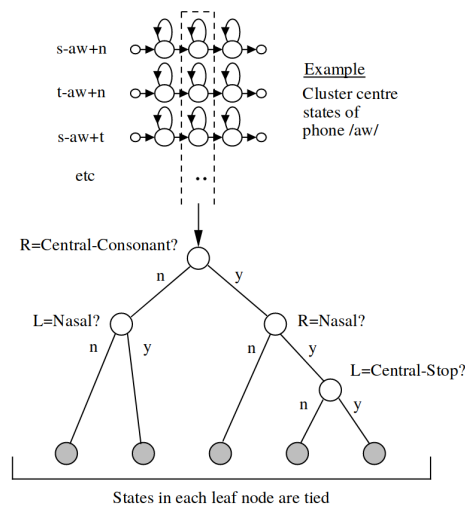 s-aw+n
t-aw+n
s-aw+t
etc
..
Example
Cluster centre
states of
phone /aw/
R=Central-Consonant?
n
y
L=Nasal?
R=Nasal?
n
y
n
y
L=Central-Stop?
n
y
States in each leaf node are tied